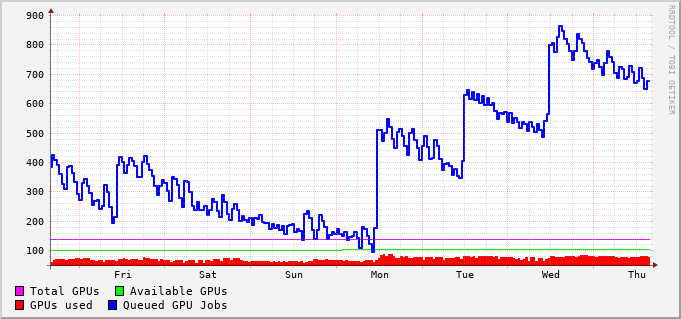 900
800
700
600
500
400
300
200
100
Fri Sat Sun Mon Tue Wed Thu
Total GPUs Available GPUs
GPUs used Queued GPU Jobs
RRDTOOL / TOBI OETIKER